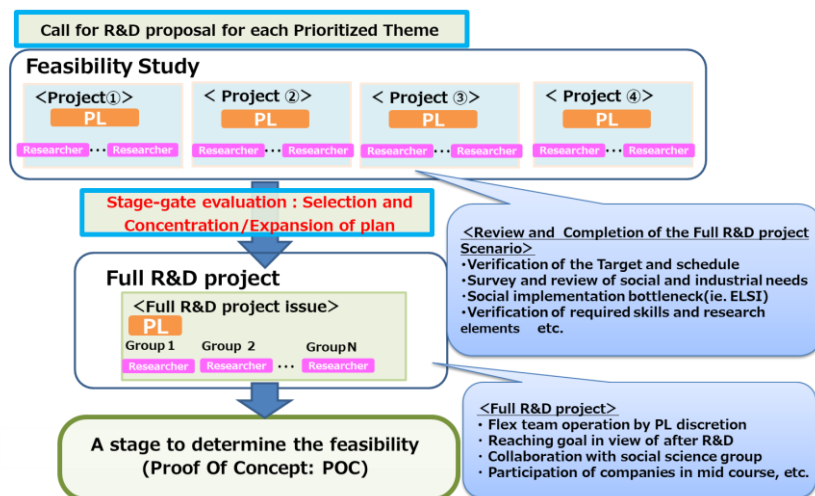 Call for R&D proposal for each Prioritized Theme
Feasibility Study
<Project①>
PL
Researcher ••• Researcher
< Project ②>
PL
Researcher ••• Researcher
< Project ③>
PL
Researcher ••• Researcher
< Project ④>
PL
Researcher ••• Researcher
Stage-gate evaluation : Selection and
Concentration/Expansion of plan
<Review and Completion of the Full R&D project
Scenario>
・Verification of the Target and schedule
・Survey and review of social and industrial needs
・Social implementation bottleneck(ie. ELSI)
・Verification of required skills and research
elements etc.
Full R&D project
<Full R&D project issue>
PL
Group 1 Group 2 Group N
Researcher Researcher ••• Researcher
<Full R&D project>
・ Flex team operation by PL discretion
・ Reaching goal in view of after R&D
・ Collaboration with social science group
・ Participation of companies in mid course, etc.
A stage to determine the feasibility
(Proof Of Concept: POC)